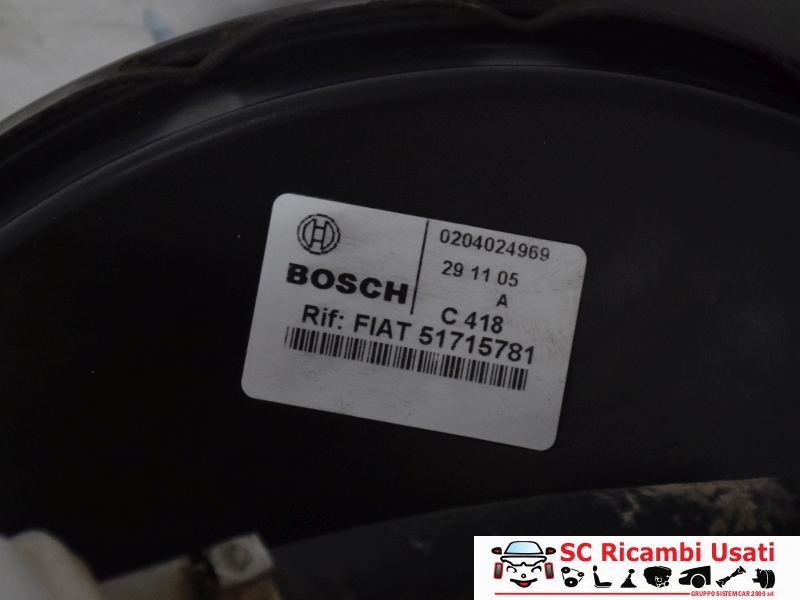 BOSCH
0204024969
29 11 05
A
C 418
Rif: FIAT 51715781
SC Ricambi Usati
GRUPPO SISTEMCAR 2000 srl